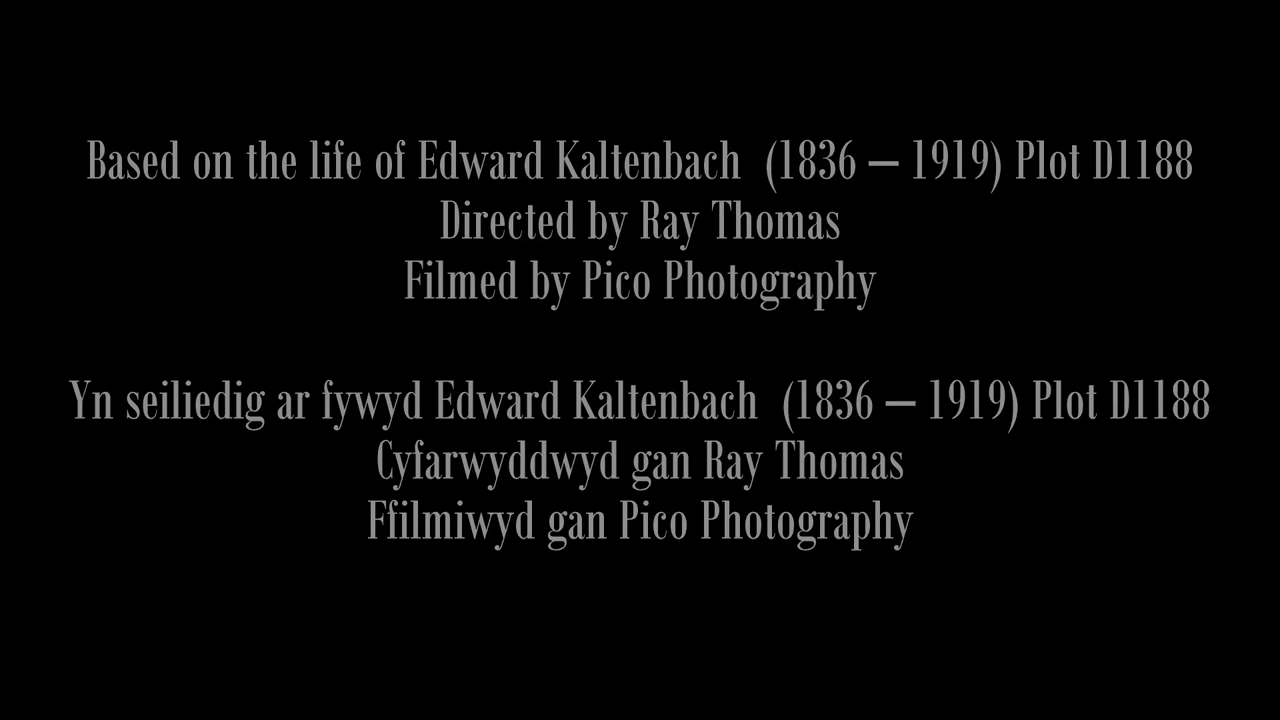 Based on the life of Edward Kaltenbach (1836 – 1919) Plot D1188
Directed by Ray Thomas
Filmed by Pico Photography
Yn seiliedig ar fywyd Edward Kaltenbach (1836 – 1919) Plot D1188
Cyfarwyddwyd gan Ray Thomas
Ffilmiwyd gan Pico Photography